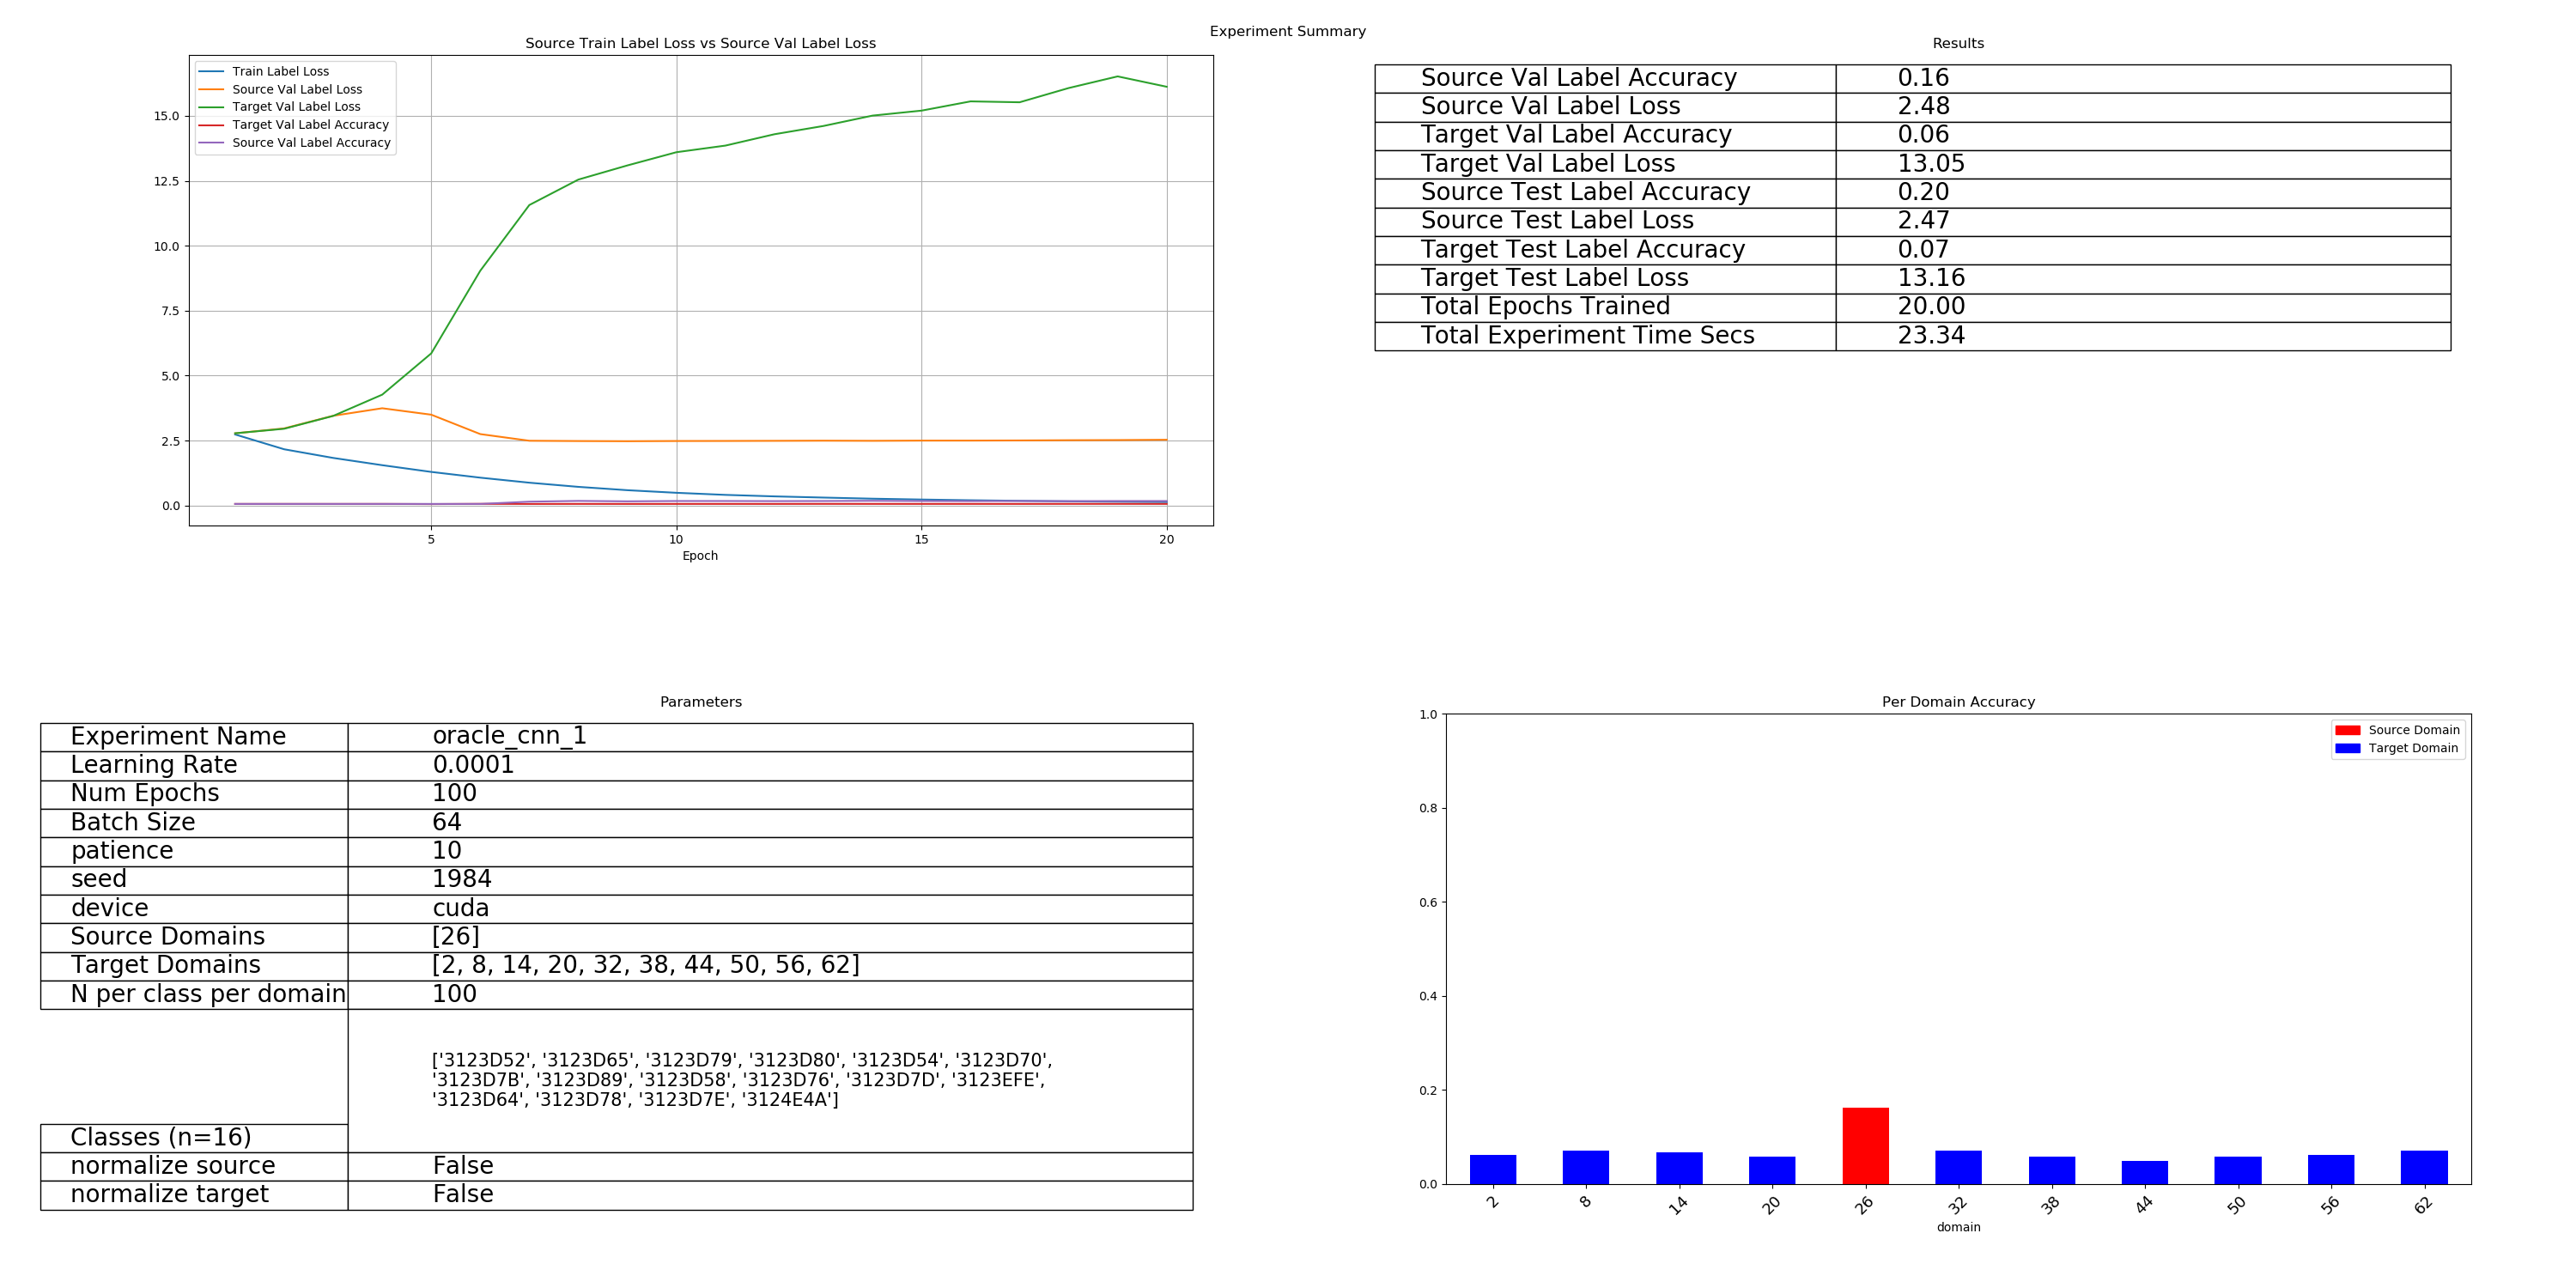 Experiment Summary
Source Train Label Loss vs Source Val Label Loss
Train Label Loss
Source Val Label Loss
Target Val Label Loss
Target Val Label Accuracy
Source Val Label Accuracy
15.0
12.5
10.0
7.5
5.0
2.5
0.0
5 10 15 20
Epoch
Results
Source Val Label Accuracy 0.16
Source Val Label Loss 2.48
Target Val Label Accuracy 0.06
Target Val Label Loss 13.05
Source Test Label Accuracy 0.20
Source Test Label Loss 2.47
Target Test Label Accuracy 0.07
Target Test Label Loss 13.16
Total Epochs Trained 20.00
Total Experiment Time Secs 23.34
Parameters
Experiment Name oracle_cnn_1
Learning Rate 0.0001
Num Epochs 100
Batch Size 64
patience 10
seed 1984
device cuda
Source Domains [26]
Target Domains [2, 8, 14, 20, 32, 38, 44, 50, 56, 62]
N per class per domain 100
['3123D52', '3123D65', '3123D79', '3123D80', '3123D54', '3123D70',
'3123D7B', '3123D89', '3123D58', '3123D76', '3123D7D', '3123EFE',
'3123D64', '3123D78', '3123D7E', '3124E4A']
Classes (n=16)
normalize source False
normalize target False
Per Domain Accuracy
Source Domain
Target Domain
1.0
0.8
0.6
0.4
0.2
0.0
2 8 14 20 26 32 38 44 50 56 62
domain